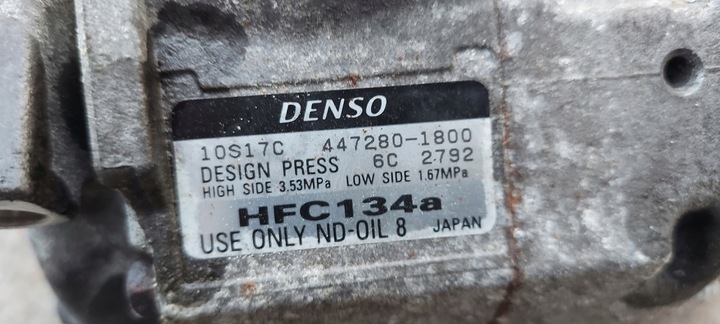 DENSO
10S17C 447280-1800
DESIGN PRESS 6C 2792
HIGH SIDE 3.53MPa LOW SIDE 1.67MPa
HFC134a
USE ONLY ND-OIL 8 JAPAN